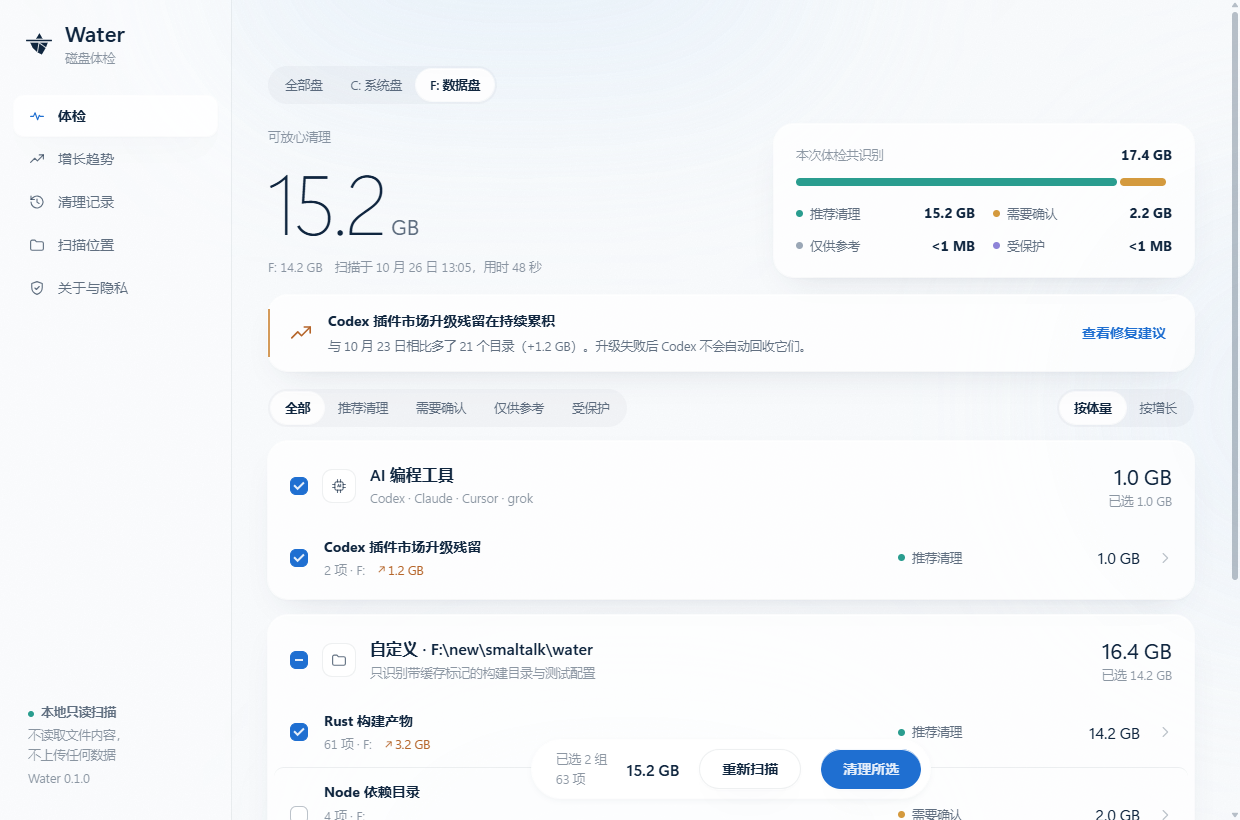 Water
磁盘体检
体检
增长趋势
清理记录
扫描位置
关于与隐私
本地只读扫描
不读取文件内容，
不上传任何数据
Water 0.1.0
全部盘
C: 系统盘
F: 数据盘
可放心清理
15.2 GB
F: 14.2 GB 扫描于 10 月 26 日 13:05，用时 48 秒
本次体检共识别 17.4 GB
推荐清理 15.2 GB 需要确认 2.2 GB
仅供参考 <1 MB 受保护 <1 MB
Codex 插件市场升级残留在持续累积
与 10 月 23 日相比多了 21 个目录（+1.2 GB）。升级失败后 Codex 不会自动回收它们。
查看修复建议
全部 推荐清理 需要确认 仅供参考 受保护
按体量 按增长
AI 编程工具
Codex · Claude · Cursor · grok
1.0 GB
已选 1.0 GB
Codex 插件市场升级残留
2 项 · F: ↗1.2 GB
推荐清理
1.0 GB
自定义 · F:\new\smaltalk\water
只识别带缓存标记的构建目录与测试配置
16.4 GB
已选 14.2 GB
Rust 构建产物
61 项 · F: ↗3.2 GB
推荐清理
14.2 GB
Node 依赖目录
4 项 · F:
需要确认
2.0 GB
已选 2 组
63 项
15.2 GB
重新扫描
清理所选